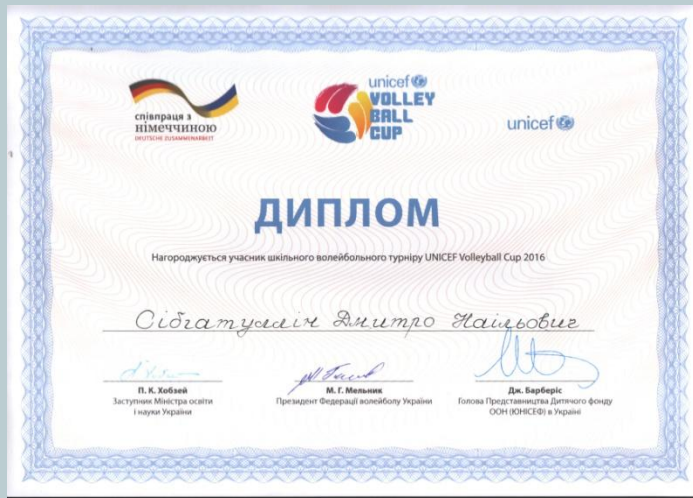 співпраця з
німеччиною
DEUTSCHE ZUSAMMENARBEIT
unicef
VOLLEY
BALL
CUP
unicef
ДИПЛОМ
Нагороджується учасник шкільного волейбольного турніру UNICEF Volleyball Cup 2016
Сібгатуллін Дмитро Наільович
П. К. Хобзей
Заступник Міністра освіти
і науки України
М. Г. Мельник
Президент Федерації волейболу України
Дж. Барберіс
Голова Представництва Дитячого фонду
ООН (ЮНІСЕФ) в Україні